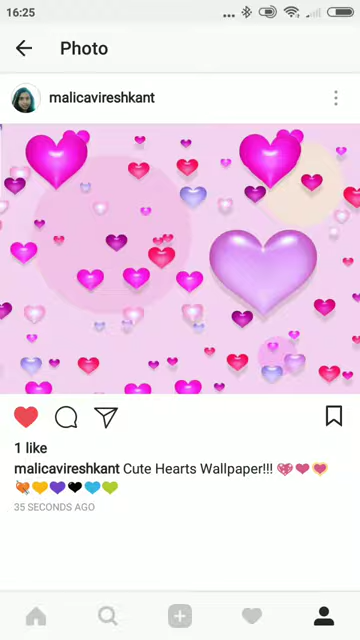 16:25
Photo
malicavireshkant
1 like
malicavireshkant Cute Hearts Wallpaper!!! 💖❤💛
💘💛💜🖤💙💚
35 SECONDS AGO